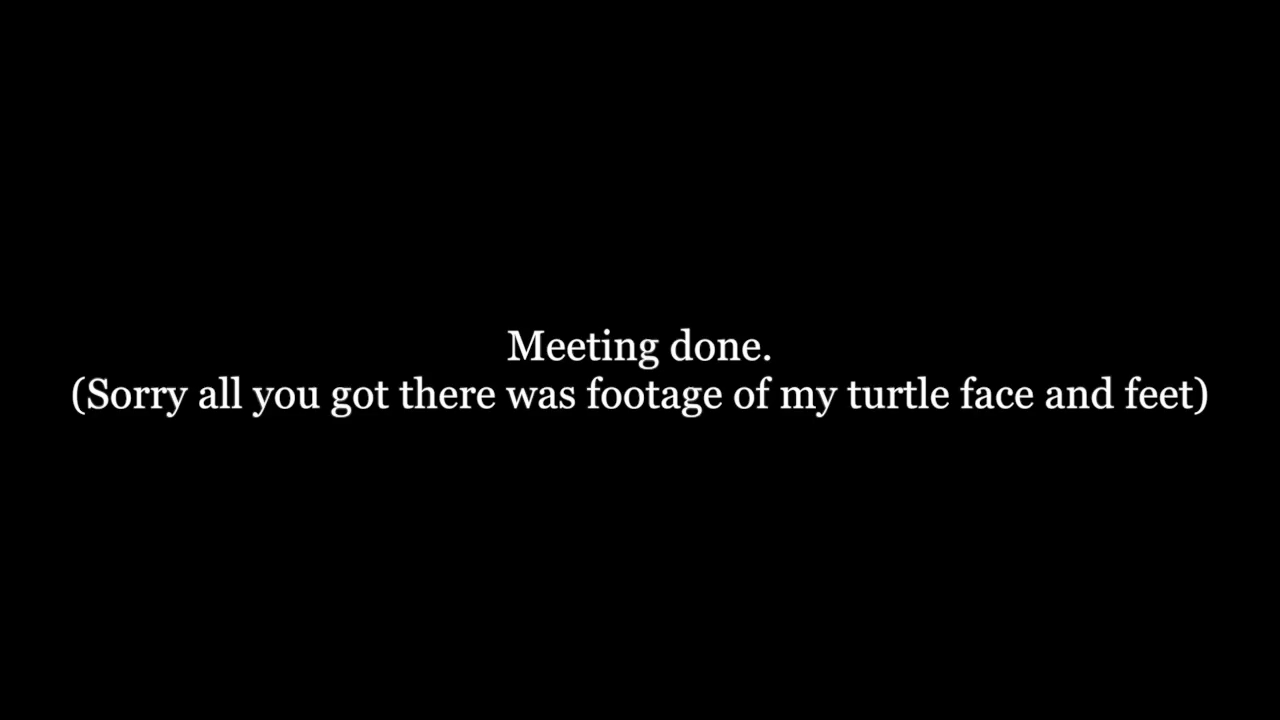 Meeting done.
(Sorry all you got there was footage of my turtle face and feet)